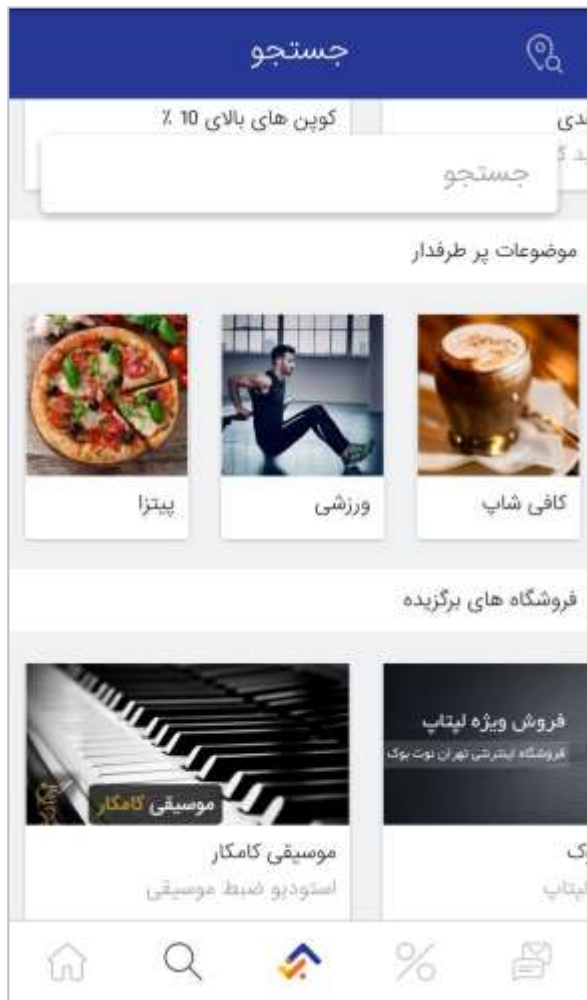 جستجو
کوپن های بالای 10 ٪
جستجو
موضوعات پر طرفدار
کافی شاپ
ورزشی
پیتزا
فروشگاه های برگزیده
فروش ویژه لپتاپ
فروشگاه اینترنتی تهران نوت بوک
موسیقی کامکار
موسیقی کامکار
لپتاپ
استودیو ضبط موسیقی